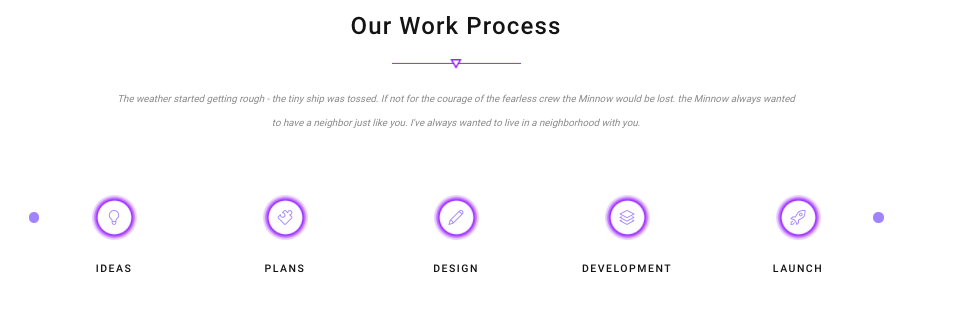 Our Work Process
The weather started getting rough - the tiny ship was tossed. If not for the courage of the fearless crew the Minnow would be lost. the Minnow always wanted
to have a neighbor just like you. I've always wanted to live in a neighborhood with you.
IDEAS PLANS DESIGN DEVELOPMENT LAUNCH